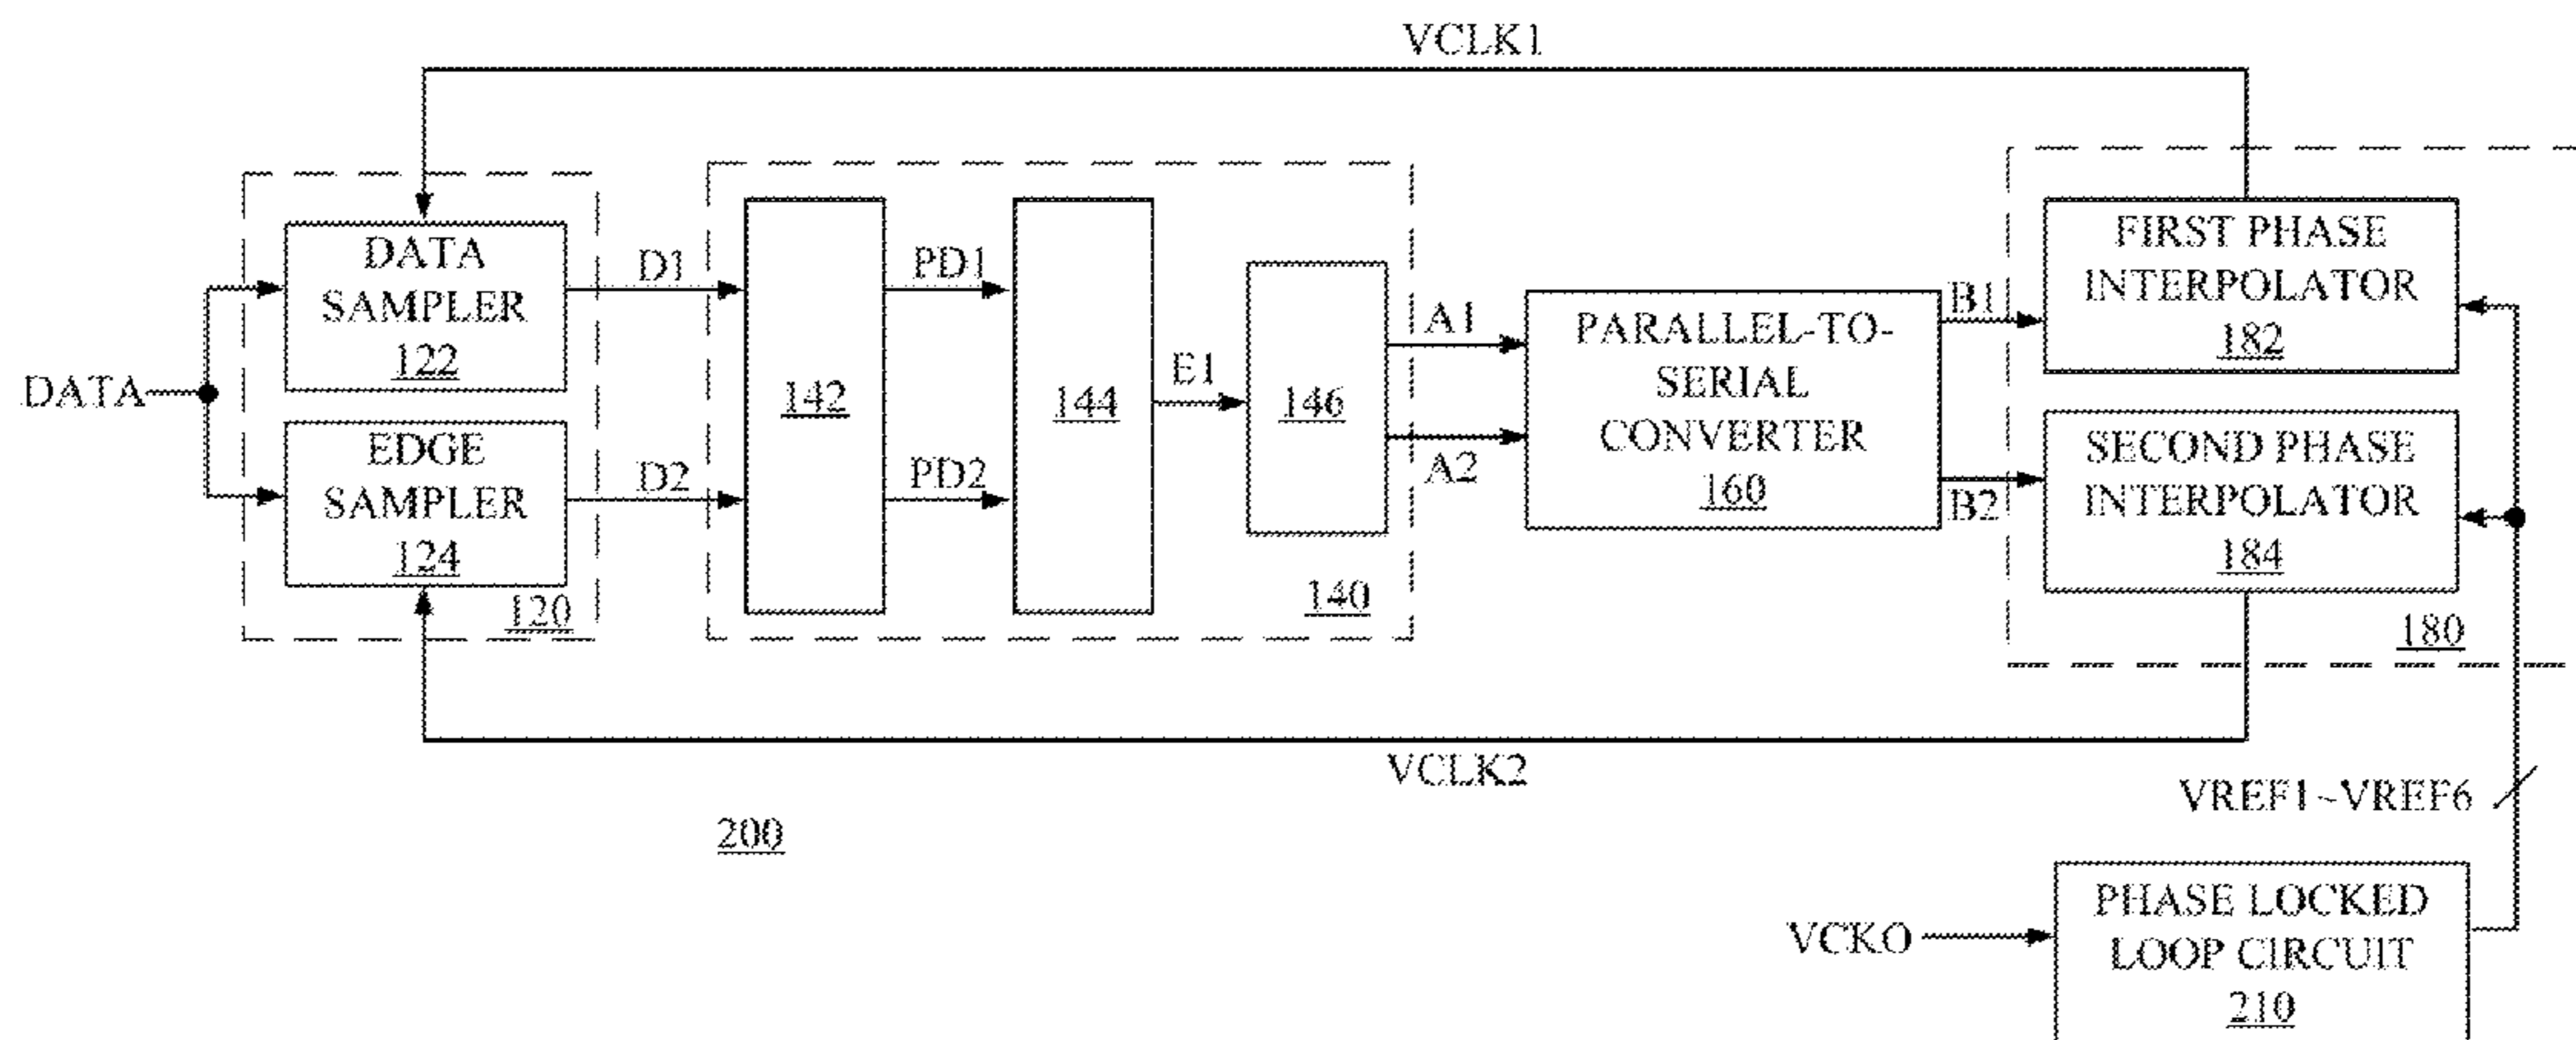 VCLK1
DATA
SAMPLER
122
EDGE
SAMPLER
124
120
DATA
D1
D2
142
PD1
PD2
144
E1
146
140
A1
A2
PARALLEL-TO-
SERIAL
CONVERTER
160
B1
B2
FIRST PHASE
INTERPOLATOR
182
SECOND PHASE
INTERPOLATOR
184
180
VCLK2
VREF1~VREF6
200
VCKO
PHASE LOCKED
LOOP CIRCUIT
210